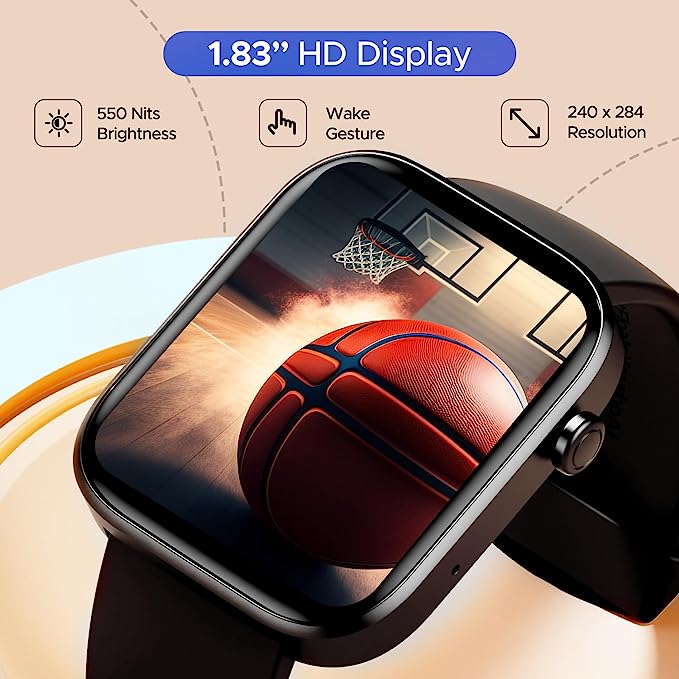 1.83” HD Display
550 Nits
Brightness
Wake
Gesture
240 x 284
Resolution